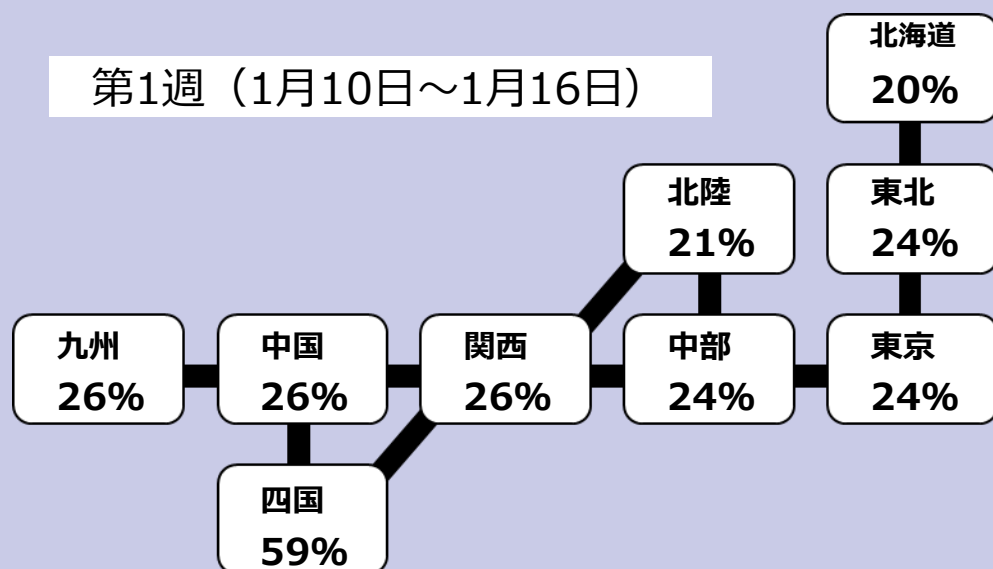 北海道
20%
第1週（1月10日～1月16日）
北陸
21%
東北
24%
九州
26%
中国
26%
関西
26%
中部
24%
東京
24%
四国
59%